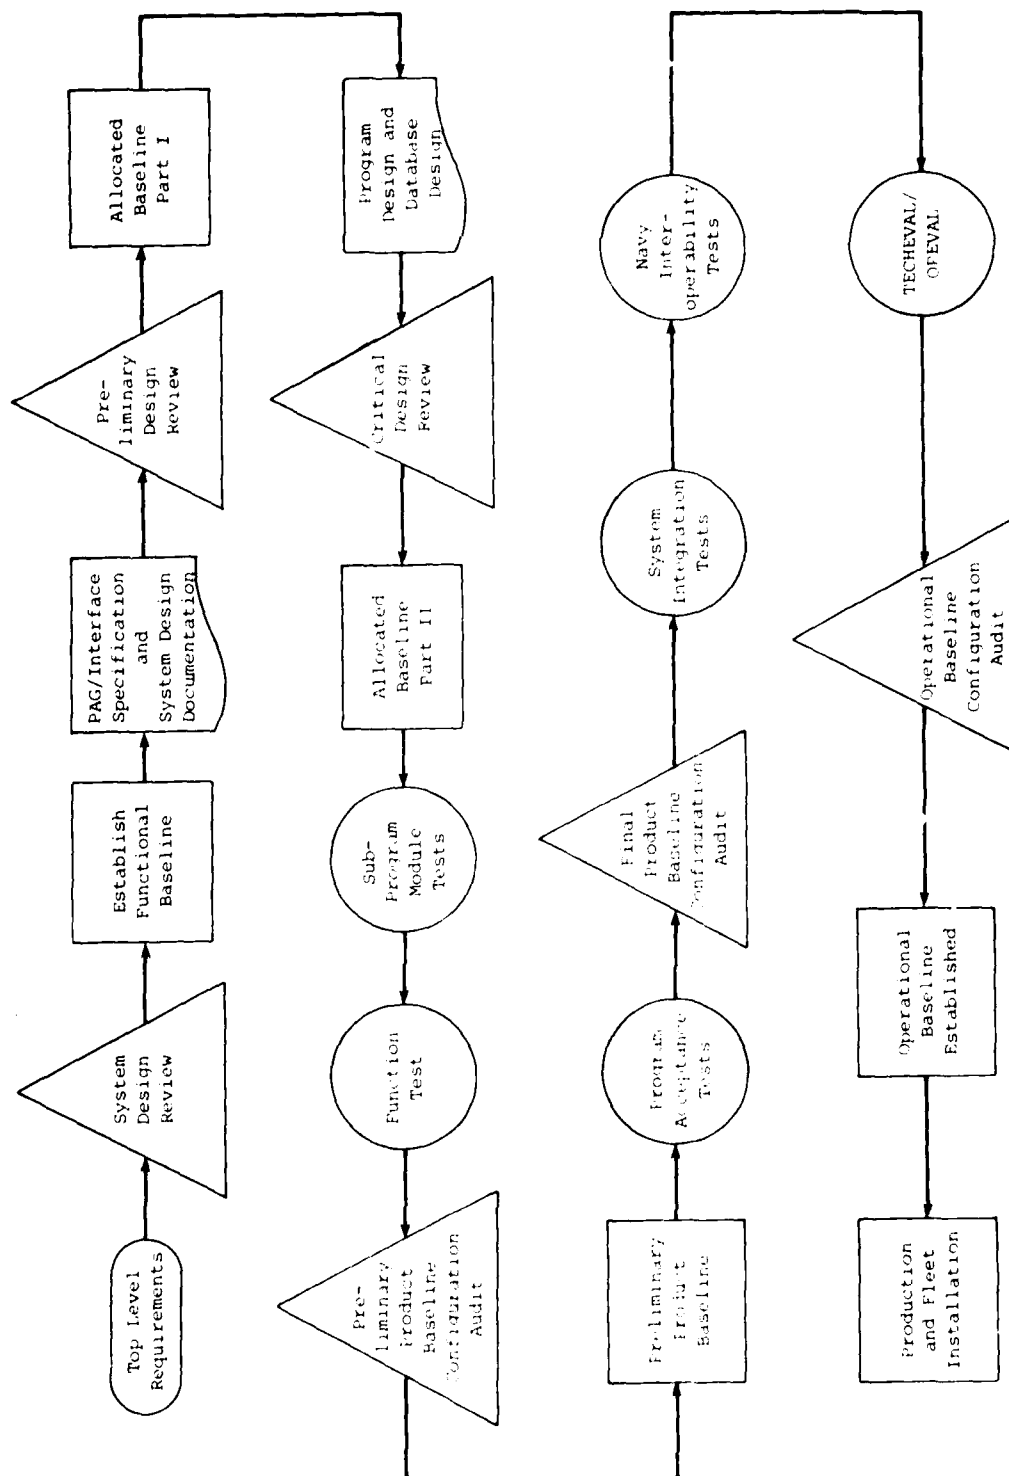 Top Level
Requirements
System
Design
Review
Establish
Functional
Baseline
PAG/Interface
Specification
and
System Design
Documentation
Pre-
liminary
Design
Review
Allocated
Baseline
Part I
Program
Design and
Database
Design
Critical
Design
Review
Allocated
Baseline
Part II
Sub-
Program
Module
Tests
Function
Test
Pre-
liminary
Product
Baseline
Configuration
Audit
Preliminary
Product
Baseline
Program
Acceptance
Tests
Final
Product
Baseline
Configuration
Audit
System
Integration
Tests
Navy
Inter-
operability
Tests
TECHEVAL/
OPEVAL
Operational
Baseline
Configuration
Audit
Operational
Baseline
Established
Production
and Fleet
Installation